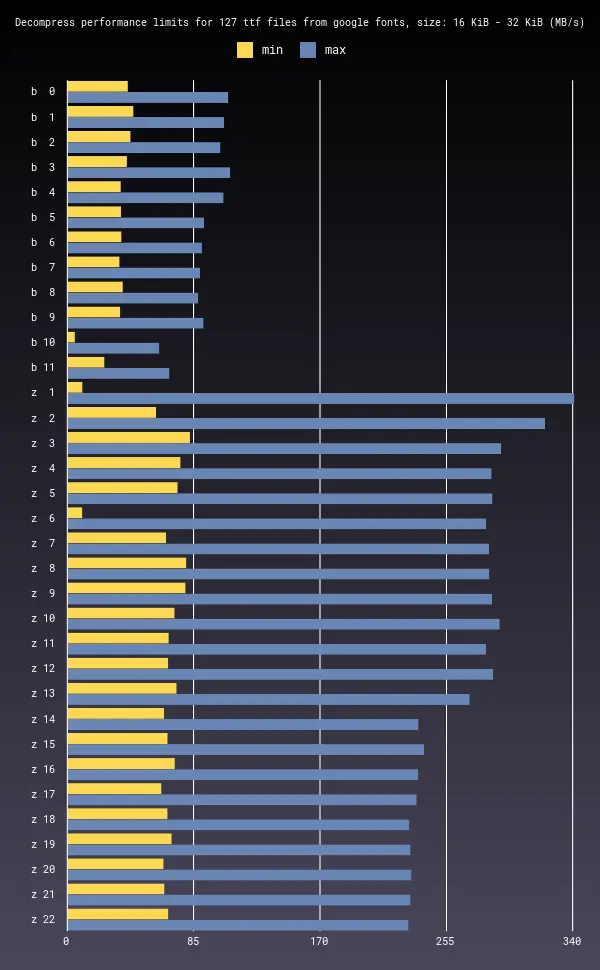 Decompress performance limits for 127 ttf files from google fonts, size: 16 KiB - 32 KiB (MB/s)
min max
b 0
b 1
b 2
b 3
b 4
b 5
b 6
b 7
b 8
b 9
b 10
b 11
z 1
z 2
z 3
z 4
z 5
z 6
z 7
z 8
z 9
z 10
z 11
z 12
z 13
z 14
z 15
z 16
z 17
z 18
z 19
z 20
z 21
z 22
0 85 170 255 340